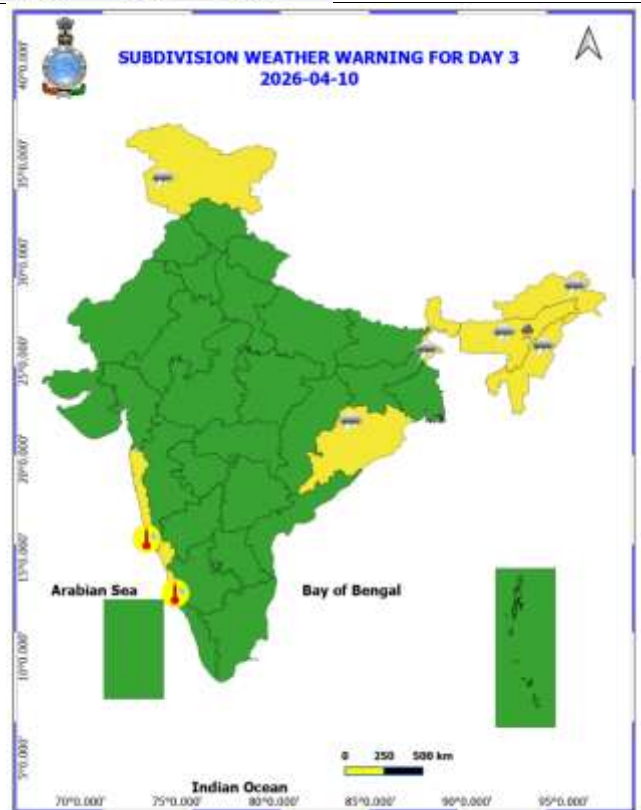 SUBDIVISION WEATHER WARNING FOR DAY 3
2026-04-10
40°0.000'
35°0.000'
30°0.000'
25°0.000'
20°0.000'
15°0.000'
10°0.000'
5°0.000'
Arabian Sea
Bay of Bengal
0 250 500 km
Indian Ocean
70°0.000' 75°0.000' 80°0.000' 85°0.000' 90°0.000' 95°0.000'